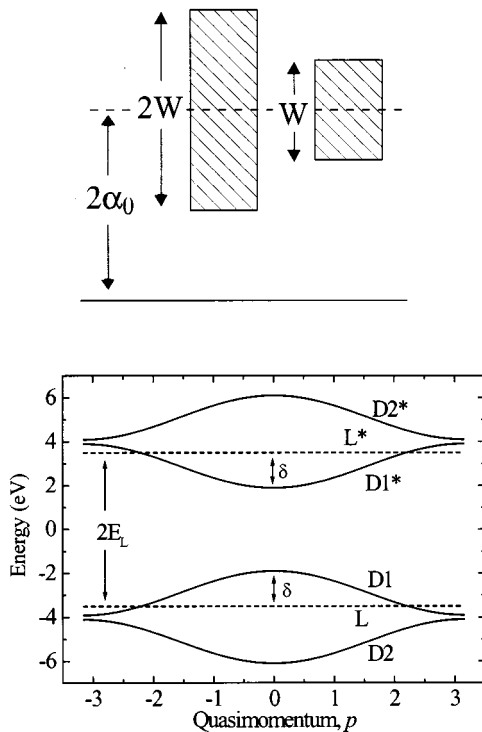 2W
W
2α₀
6
4
2
0
-2
-4
-6
Energy (eV)
D2*
L*
δ
D1*
2E_L
D1
δ
L
D2
-3 -2 -1 0 1 2 3
Quasimomentum, p